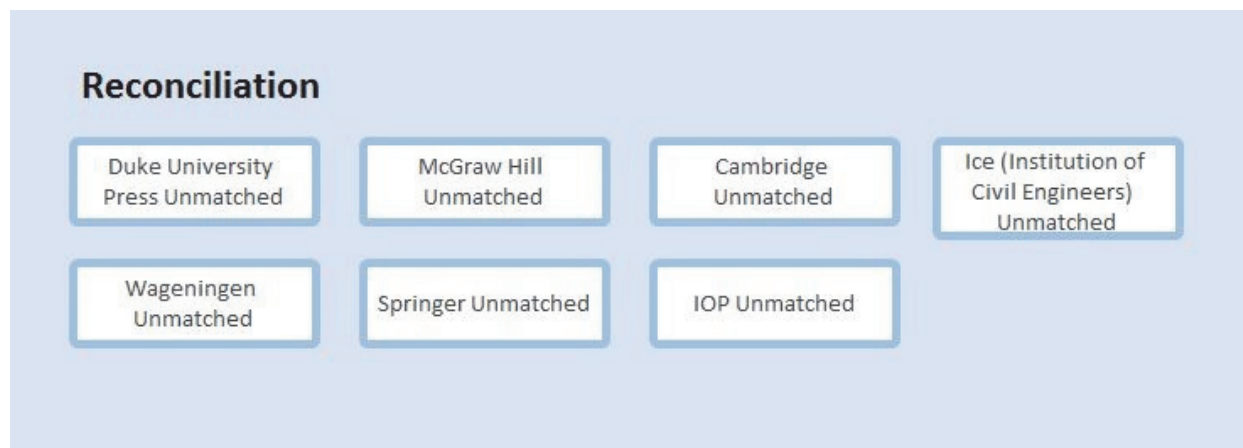 Reconciliation
Duke University
Press Unmatched
McGraw Hill
Unmatched
Cambridge
Unmatched
Ice (Institution of
Civil Engineers)
Unmatched
Wageningen
Unmatched
Springer Unmatched
IOP Unmatched